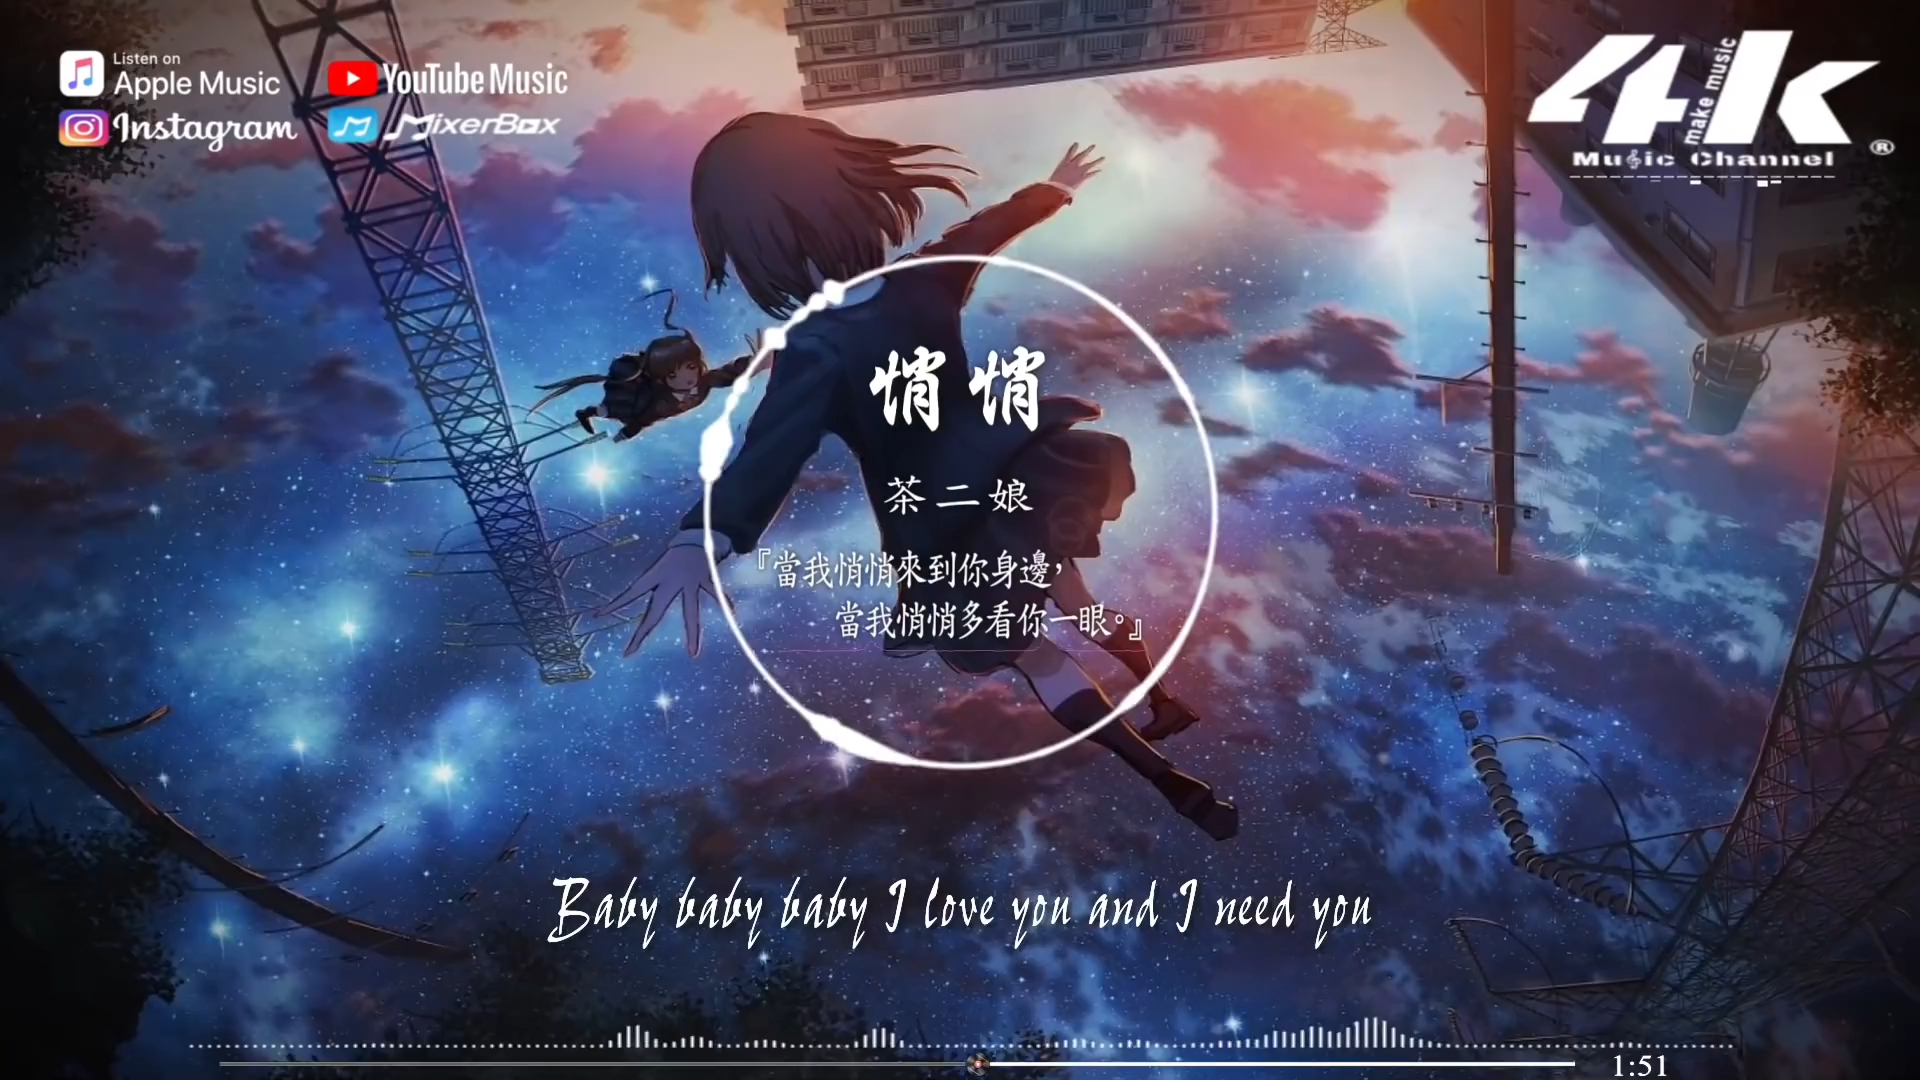 Listen on
Apple Music
YouTube Music
Instagram
MixerBox
4K
make music
Music Channel
®
悄悄
茶二娘
『當我悄悄來到你身邊，
當我悄悄多看你一眼。』
Baby baby baby I love you and I need you
1:51